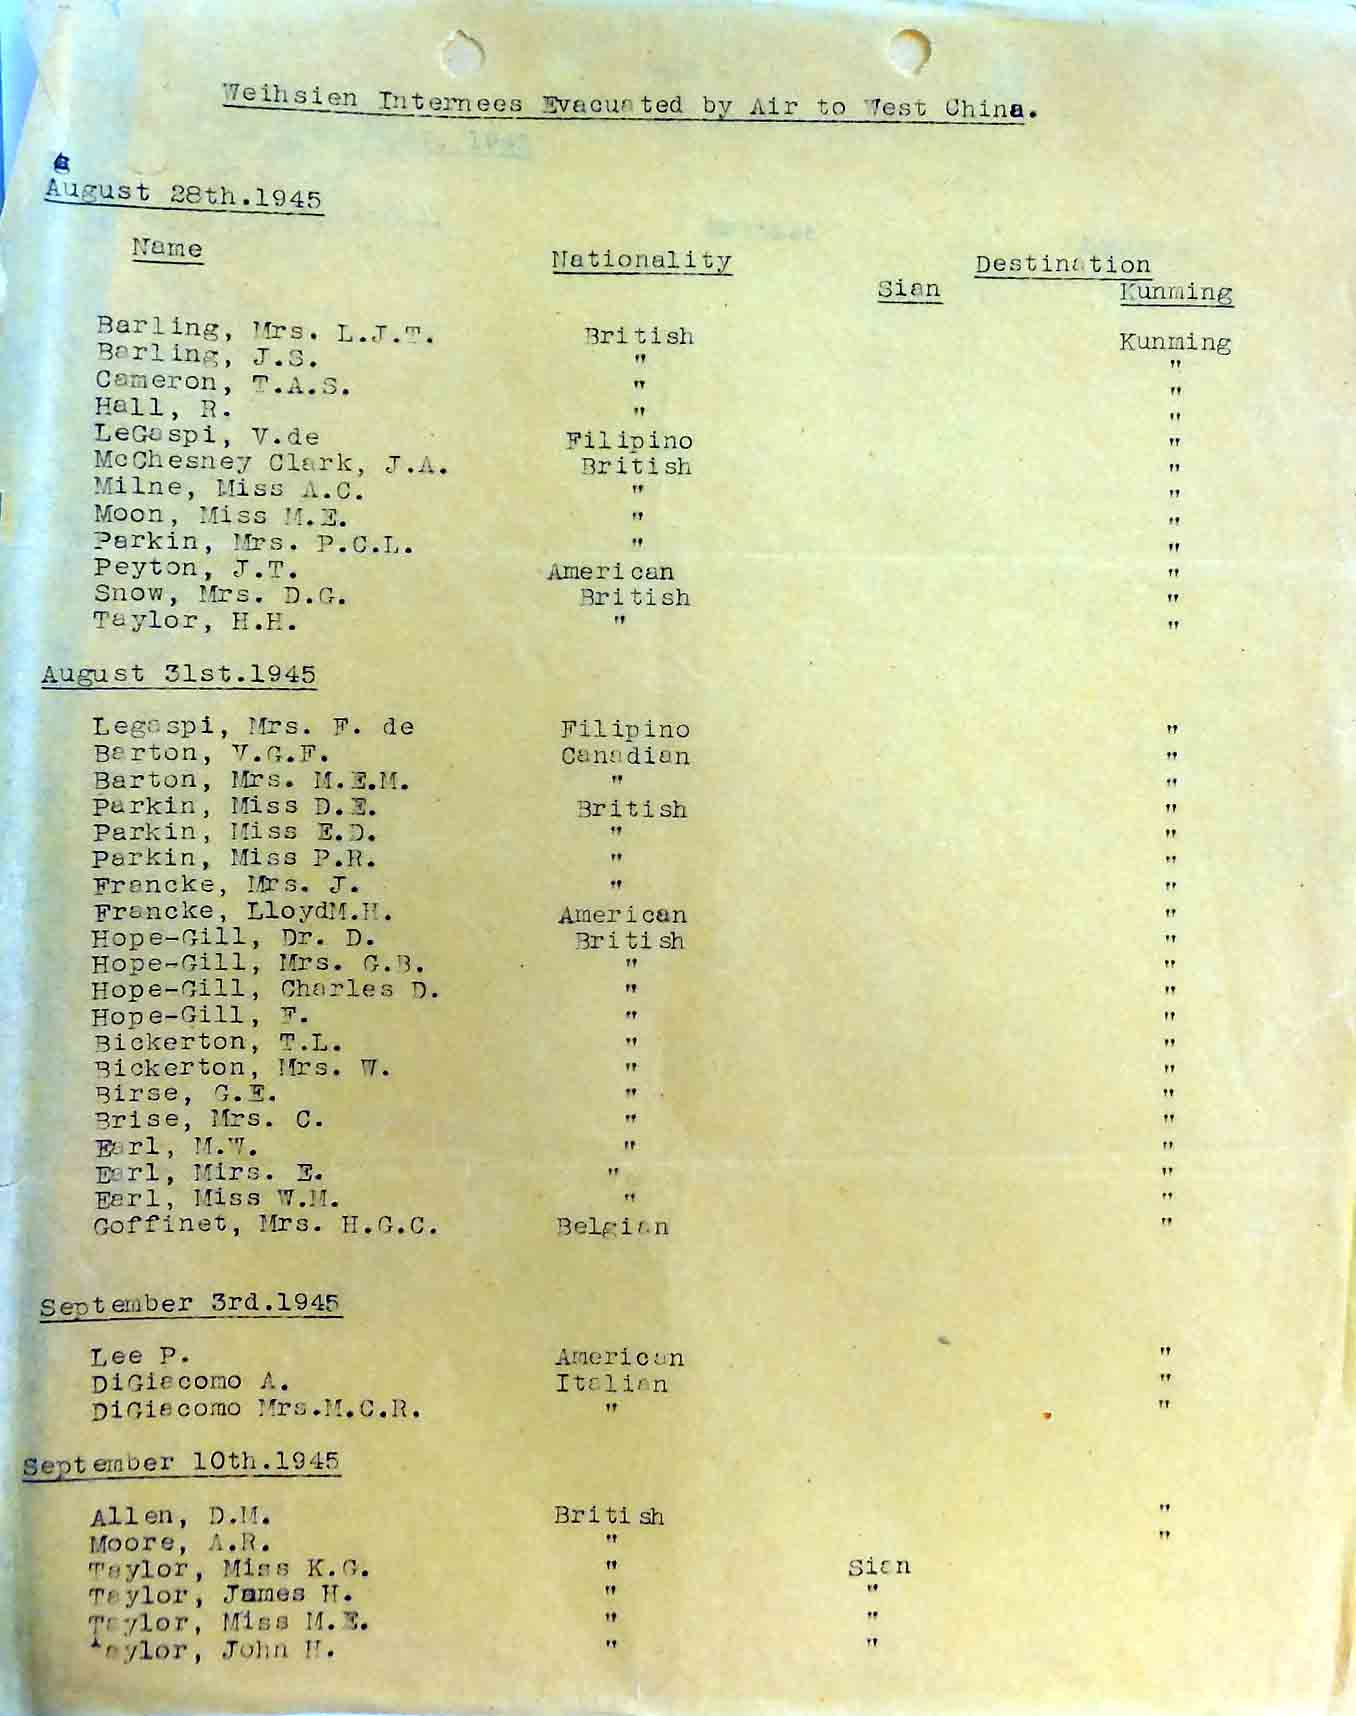 Weihsien Internees Evacuated by Air to West China.
August 28th.1945
Name Nationality Destination
Sian Kunming
Barling, Mrs. L.J.T. British Kunming
Barling, J.S. " "
Cameron, T.A.S. " "
Hall, R. " "
LeGaspi, V.de Filipino "
McChesney Clark, J.A. British "
Milne, Miss A.C. " "
Moon, Miss M.E. " "
Parkin, Mrs. P.C.L. " "
Peyton, J.T. American "
Snow, Mrs. D.G. British "
Taylor, H.H. " "
August 31st.1945
Legaspi, Mrs. F. de Filipino "
Barton, V.G.F. Canadian "
Barton, Mrs. M.E.M. " "
Parkin, Miss D.E. British "
Parkin, Miss E.D. " "
Parkin, Miss P.R. " "
Francke, Mrs. J. " "
Francke, LloydM.H. American "
Hope-Gill, Dr. D. British "
Hope-Gill, Mrs. G.B. " "
Hope-Gill, Charles D. " "
Hope-Gill, F. " "
Bickerton, T.L. " "
Bickerton, Mrs. W. " "
Birse, G.E. " "
Brise, Mrs. C. " "
Earl, M.W. " "
Earl, Mirs. E. " "
Earl, Miss W.M. " "
Goffinet, Mrs. H.G.C. Belgian "
September 3rd.1945
Lee P. American "
DiGiacomo A. Italian "
DiGiacomo Mrs.M.C.R. " "
September 10th.1945
Allen, D.M. British "
Moore, A.R. " "
Taylor, Miss K.G. " Sian
Taylor, James H. " "
Taylor, Miss M.E. " "
Taylor, John H. " "